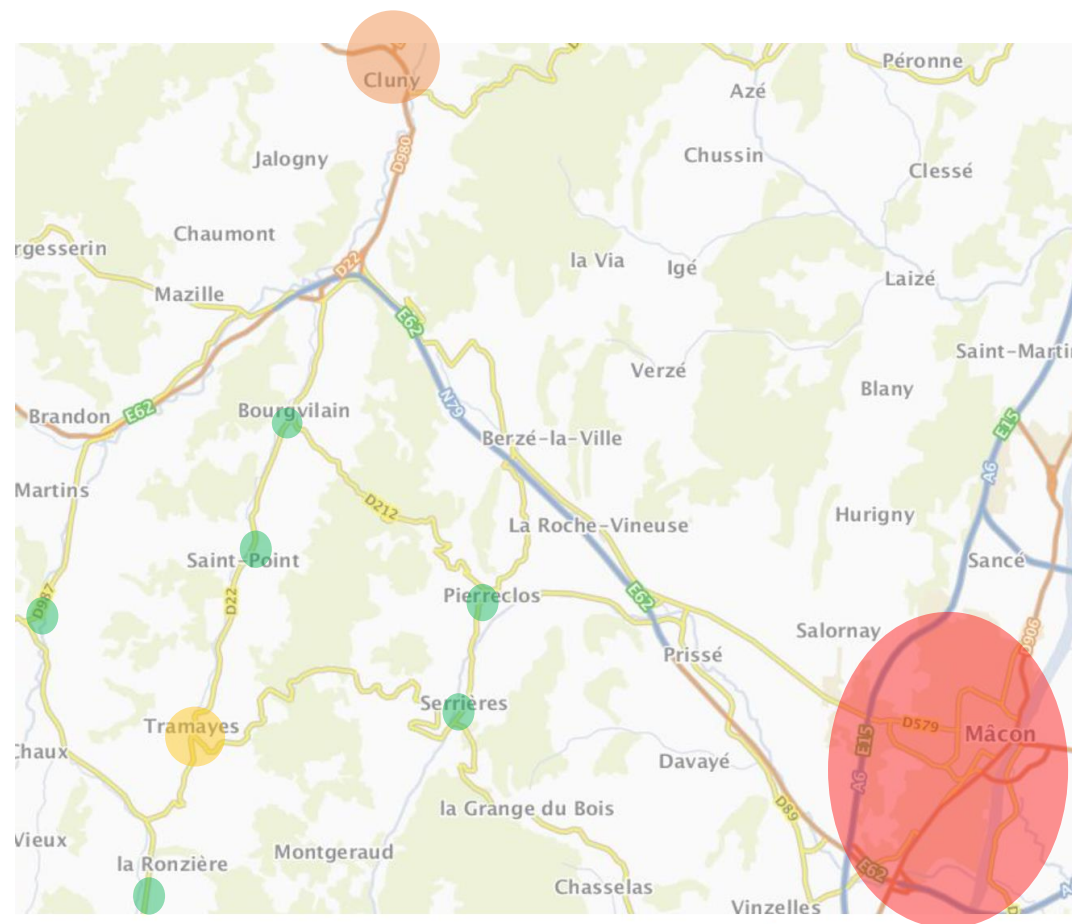 Cluny
Péronne
Azé
D980
Jalogny
Chussin
Clessé
Chaumont
rgesserin
D22
la Via
Igé
Laizé
Mazille
E62
Saint-Martin
Verzé
Blany
N79
Brandon
E62
Bourgvilain
Berzé-la-Ville
E15
A6
Martins
D212
La Roche-Vineuse
Hurigny
Saint-Point
Sancé
D987
D22
Pierreclos
E62
Salornay
D906
Prissé
Serrières
Tramayes
D579
Mâcon
E15
Chaux
Davayé
A6
la Grange du Bois
D89
Vieux
Montgeraud
la Ronzière
E62
Chasselas
Vinzelles